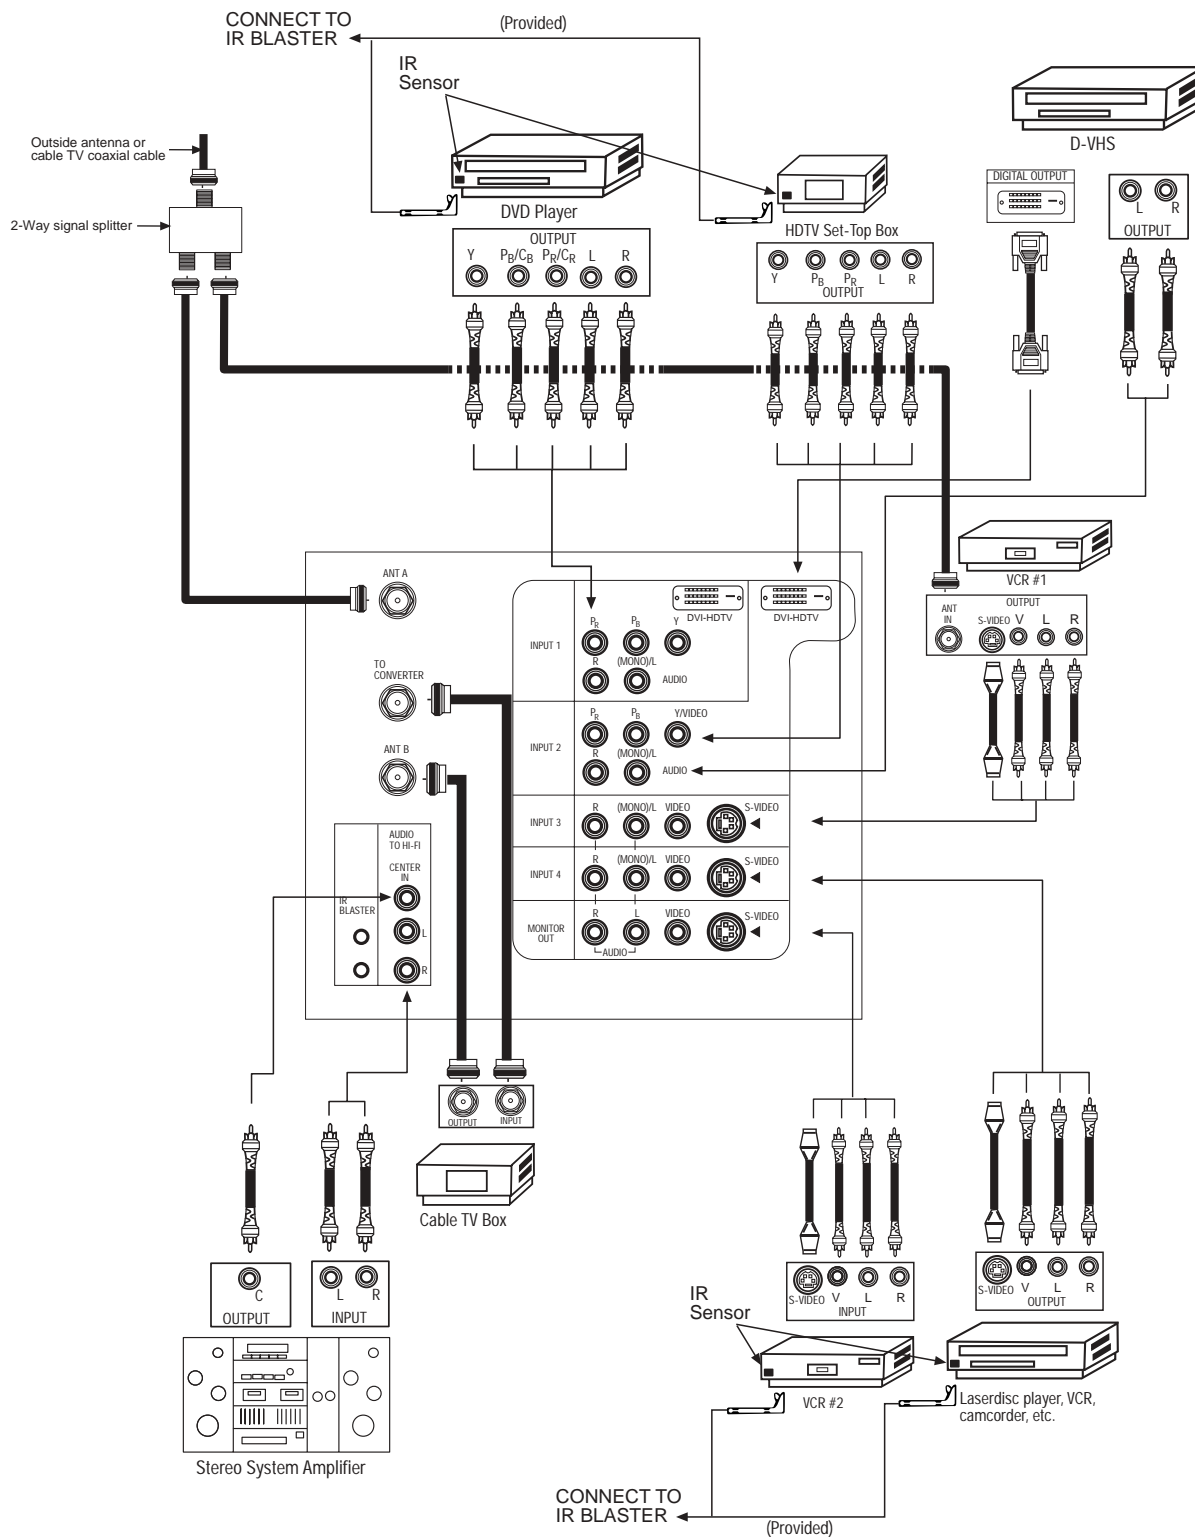 CONNECT TO
IR BLASTER
(Provided)
IR
Sensor
Outside antenna or
cable TV coaxial cable
2-Way signal splitter
DVD Player
OUTPUT
Y PB/CB PR/CR L R
HDTV Set-Top Box
Y PB PR L R
OUTPUT
D-VHS
DIGITAL OUTPUT
L R
OUTPUT
VCR #1
OUTPUT
ANT
IN
S-VIDEO V L R
ANT A
TO
CONVERTER
ANT B
INPUT 1
PR PB Y
DVI-HDTV
DVI-HDTV
R (MONO)/L AUDIO
INPUT 2
PR PB Y/VIDEO
R (MONO)/L AUDIO
INPUT 3
R (MONO)/L VIDEO S-VIDEO
INPUT 4
R (MONO)/L VIDEO S-VIDEO
MONITOR
OUT
R L VIDEO S-VIDEO
AUDIO
AUDIO
TO HI-FI
CENTER
IN
IR
BLASTER
L
R
OUTPUT INPUT
Cable TV Box
C
OUTPUT
L R
INPUT
Stereo System Amplifier
S-VIDEO V L R
INPUT
S-VIDEO V L R
OUTPUT
IR
Sensor
VCR #2
Laserdisc player, VCR,
camcorder, etc.
CONNECT TO
IR BLASTER
(Provided)